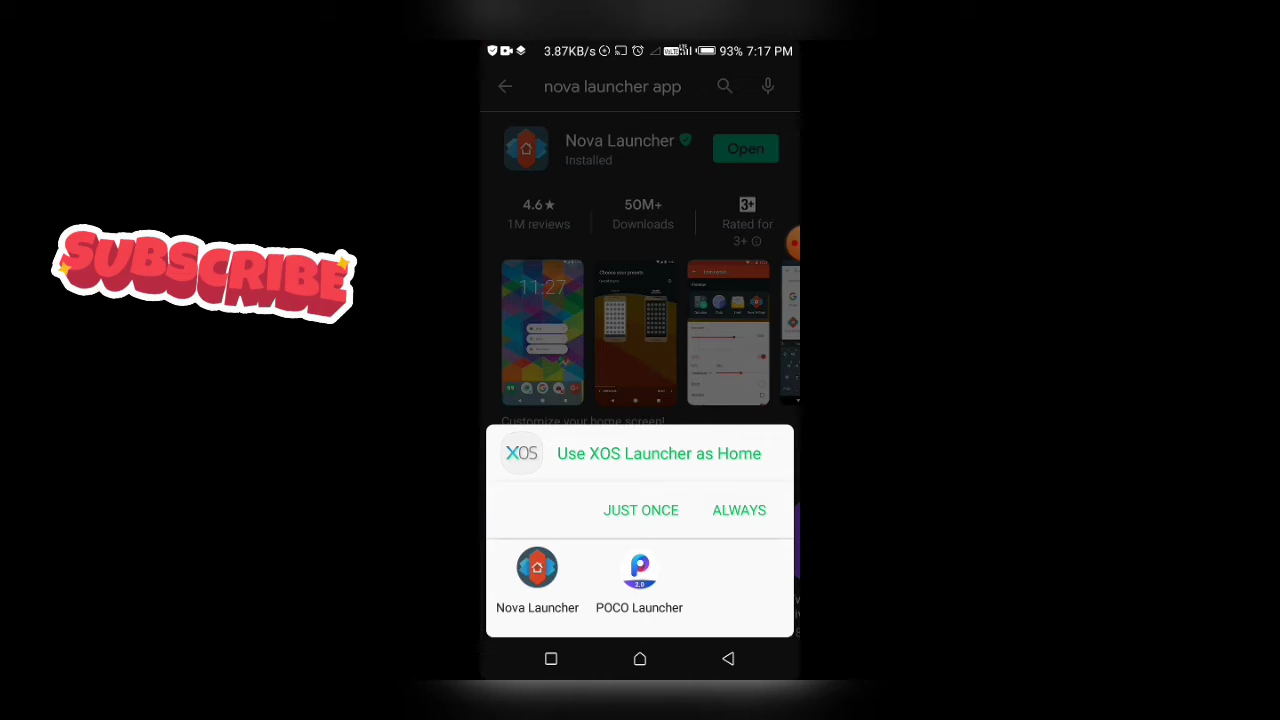 3.87KB/s 93% 7:17 PM
nova launcher app
Nova Launcher
Installed
Open
4.6★
1M reviews
50M+
Downloads
3+
Rated for
3+
SUBSCRIBE
11:27
Customize your home screen!
XOS
Use XOS Launcher as Home
JUST ONCE
ALWAYS
2.0
Nova Launcher
POCO Launcher